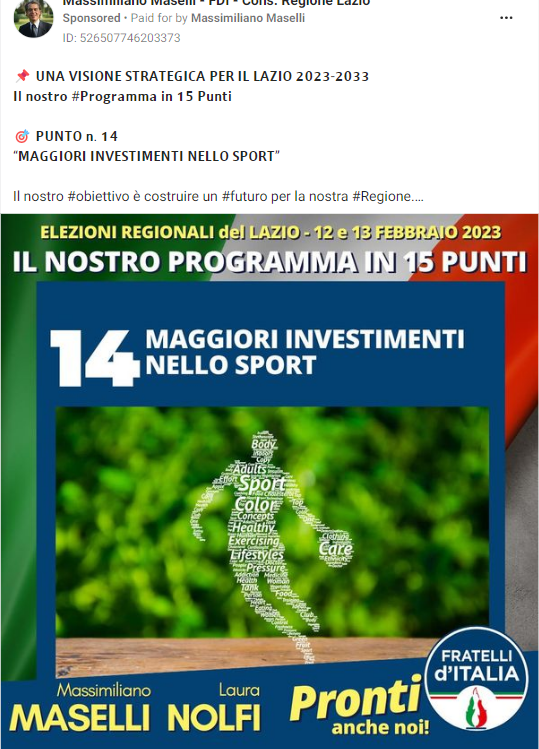 Massimiliano Maselli - FDI - Cons. Regione Lazio
Sponsored • Paid for by Massimiliano Maselli
ID: 526507746203373
📌 UNA VISIONE STRATEGICA PER IL LAZIO 2023-2033
Il nostro #Programma in 15 Punti
🎯 PUNTO n. 14
“MAGGIORI INVESTIMENTI NELLO SPORT”
Il nostro #obiettivo è costruire un #futuro per la nostra #Regione....
ELEZIONI REGIONALI del LAZIO - 12 e 13 FEBBRAIO 2023
IL NOSTRO PROGRAMMA IN 15 PUNTI
14 MAGGIORI INVESTIMENTI
NELLO SPORT
Body
Adults
Sport
Color
Concepts
Healthy
Exercising
Lifestyles
Pressure
Clothing
Care
Massimiliano
MASELLI
Laura
NOLFI
Pronti
anche noi!
FRATELLI
d'ITALIA